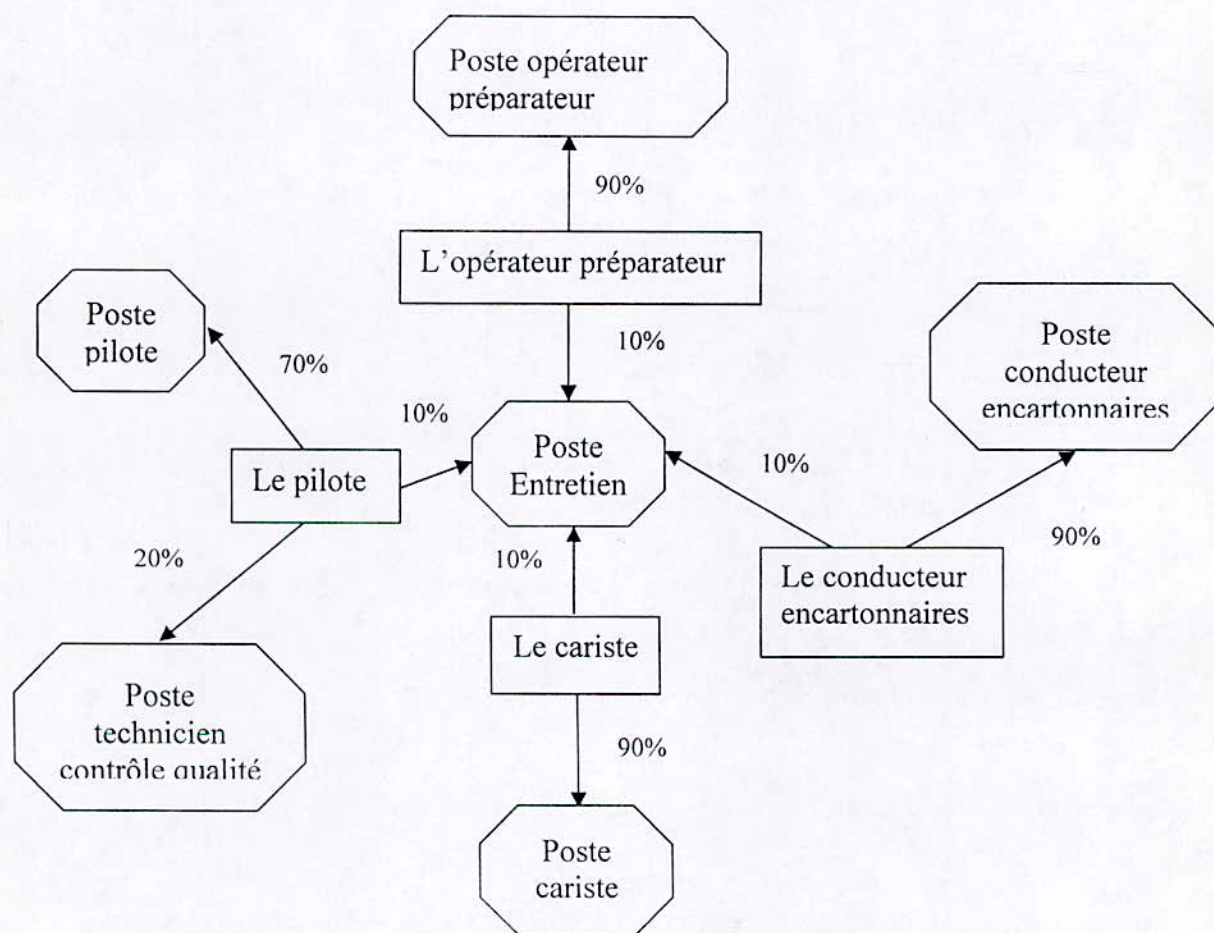 Poste opérateur
préparateur
90%
L'opérateur préparateur
10%
Poste
pilote
70%
10%
Le pilote
20%
Poste
Entretien
10%
Poste
conducteur
encartonnaires
90%
Le conducteur
encartonnaires
10%
Le cariste
90%
Poste
technicien
contrôle qualité
Poste
cariste